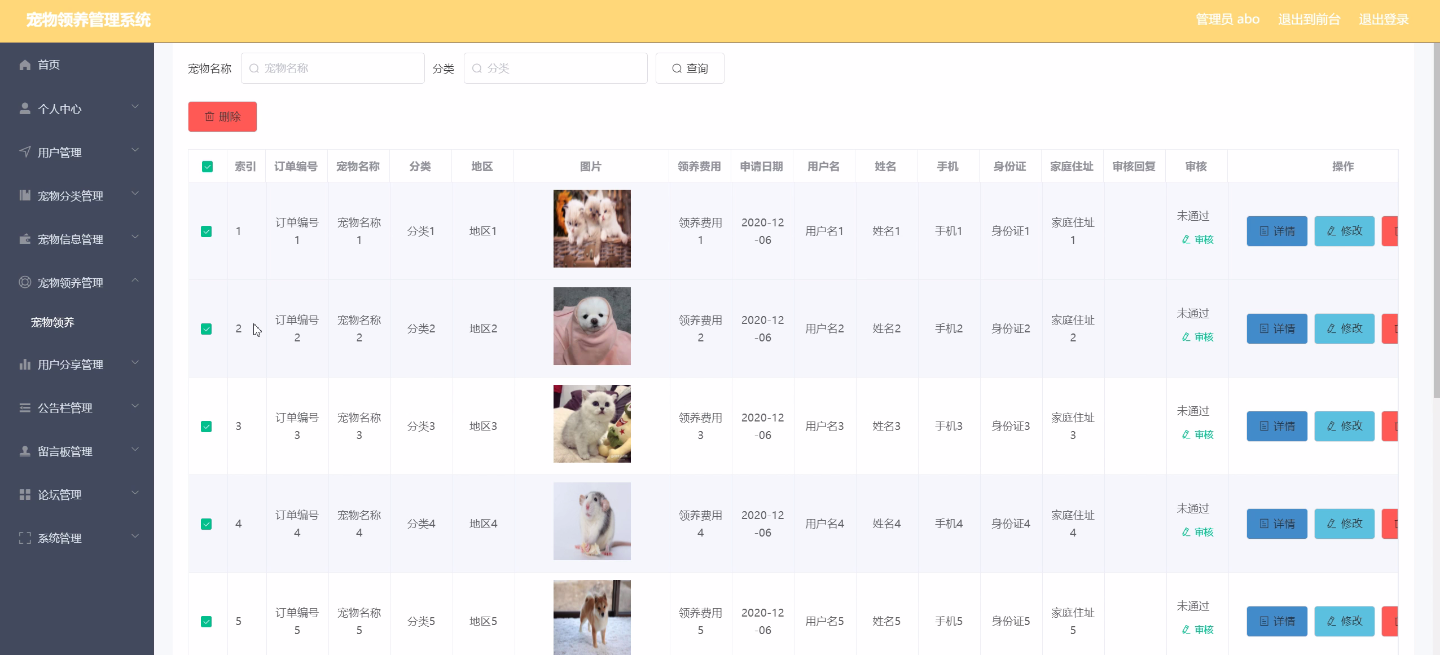 宠物领养管理系统
管理员 abo 退出到前台 退出登录
首页
个人中心
用户管理
宠物分类管理
宠物信息管理
宠物领养管理
宠物领养
用户分享管理
公告栏管理
留言板管理
论坛管理
系统管理
宠物名称 宠物名称 分类 分类 查询
删除
索引 订单编号 宠物名称 分类 地区 图片 领养费用 申请日期 用户名 姓名 手机 身份证 家庭住址 审核回复 审核 操作
1 订单编号1 宠物名称1 分类1 地区1 领养费用1 2020-12-06 用户名1 姓名1 手机1 身份证1 家庭住址1 未通过 审核 详情 修改
2 订单编号2 宠物名称2 分类2 地区2 领养费用2 2020-12-06 用户名2 姓名2 手机2 身份证2 家庭住址2 未通过 审核 详情 修改
3 订单编号3 宠物名称3 分类3 地区3 领养费用3 2020-12-06 用户名3 姓名3 手机3 身份证3 家庭住址3 未通过 审核 详情 修改
4 订单编号4 宠物名称4 分类4 地区4 领养费用4 2020-12-06 用户名4 姓名4 手机4 身份证4 家庭住址4 未通过 审核 详情 修改
5 订单编号5 宠物名称5 分类5 地区5 领养费用5 2020-12-06 用户名5 姓名5 手机5 身份证5 家庭住址5 未通过 审核 详情 修改